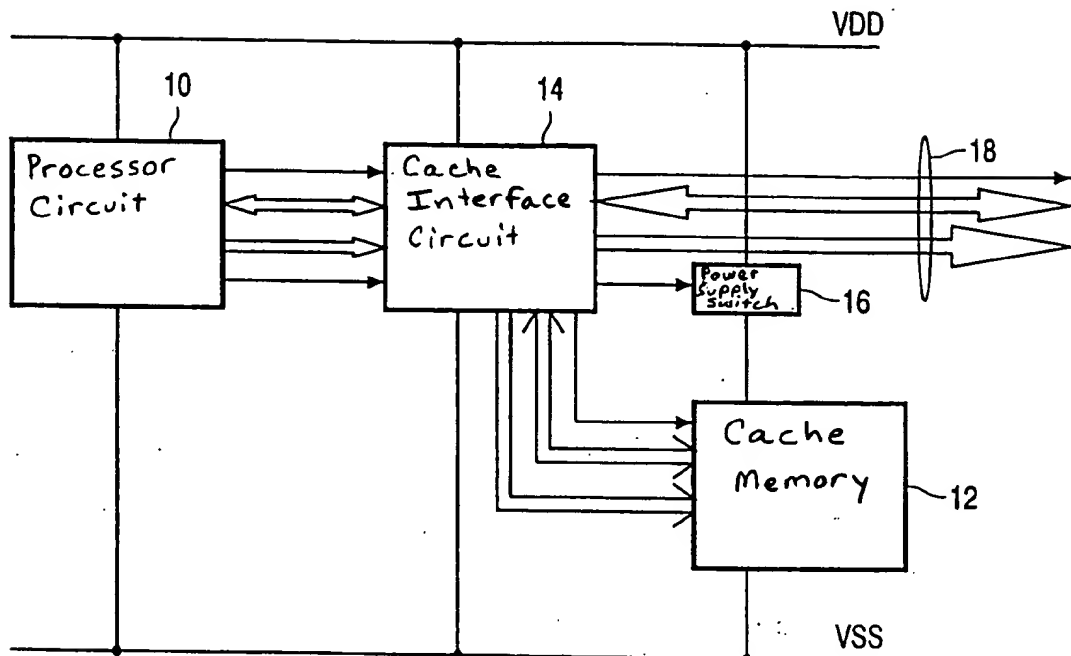 VDD
10
14
18
Processor
Circuit
Cache
Interface
Circuit
Power
Supply
Switch
16
Cache
Memory
12
VSS